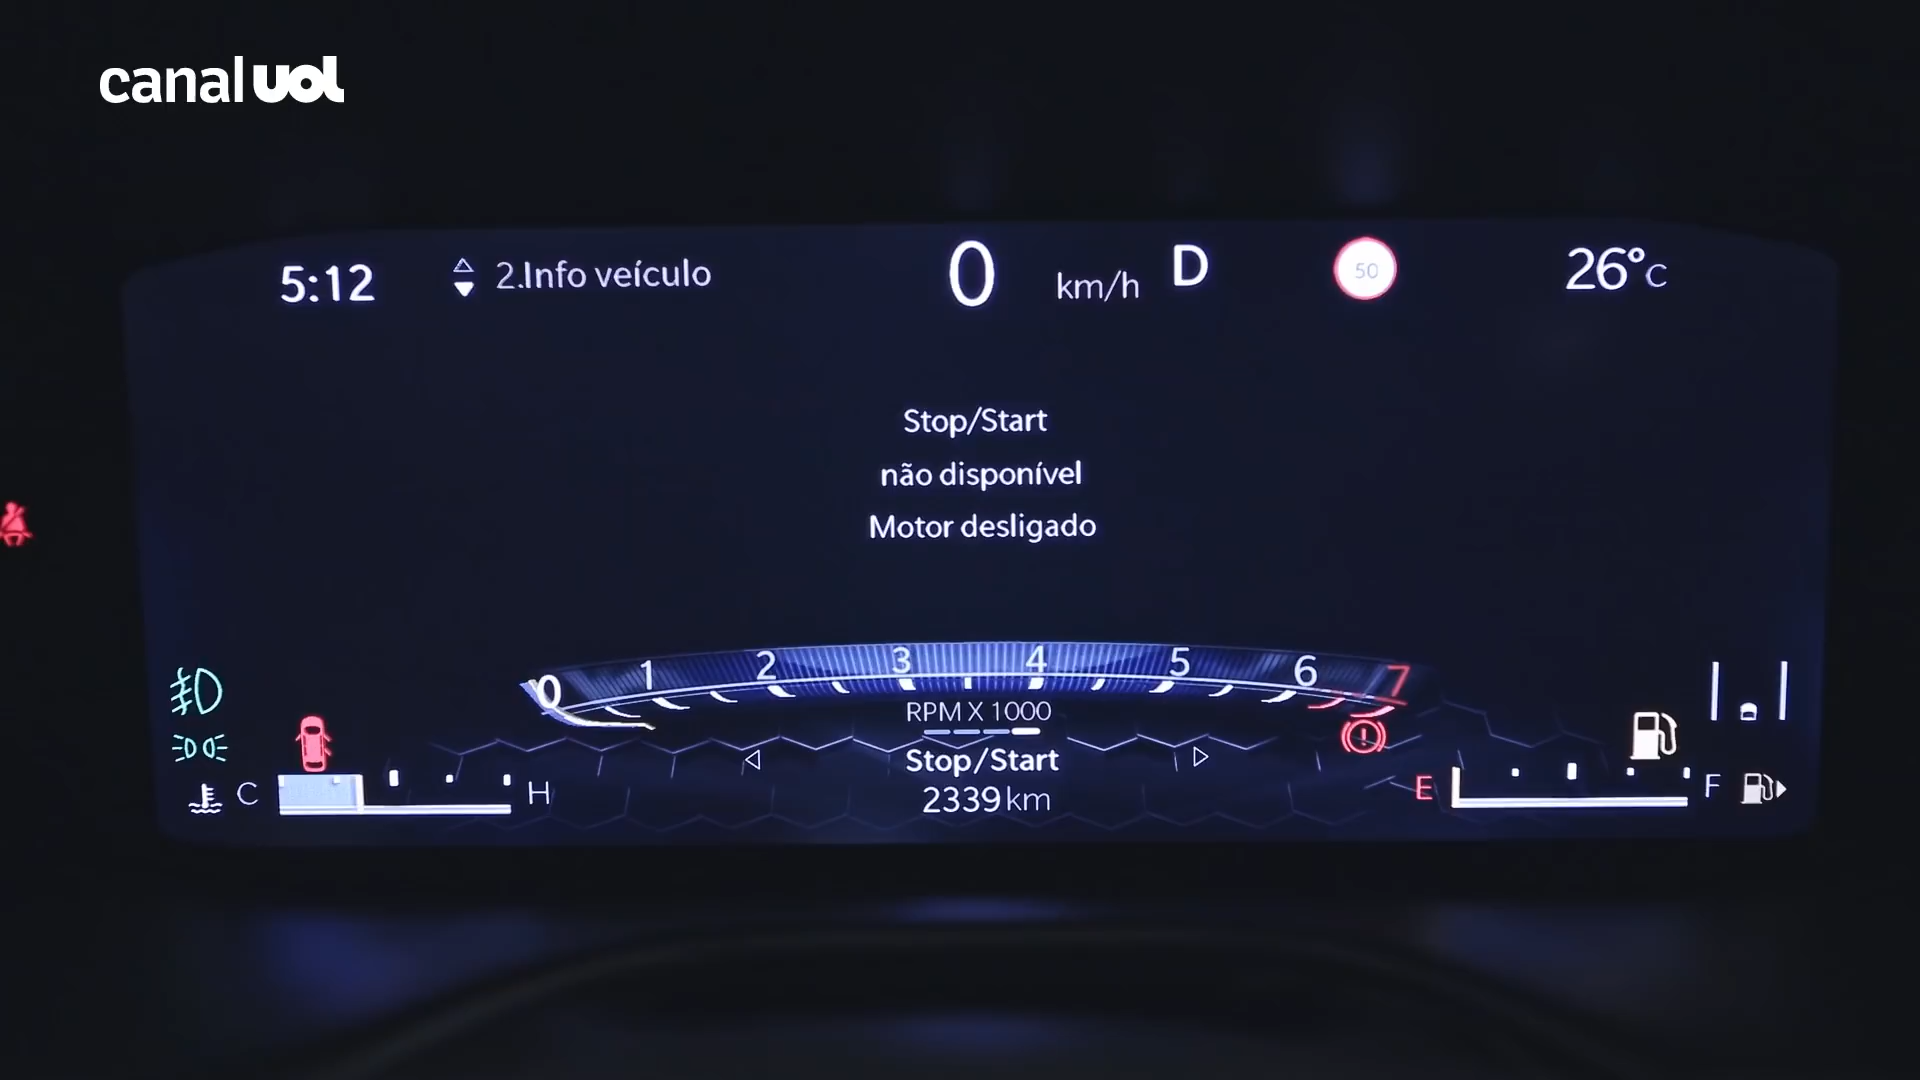 canal uol
5:12
2.Info veículo
0 km/h
D
50
26°C
Stop/Start
não disponível
Motor desligado
0 1 2 3 4 5 6 7
RPM X 1000
Stop/Start
2339 km
C H
E F